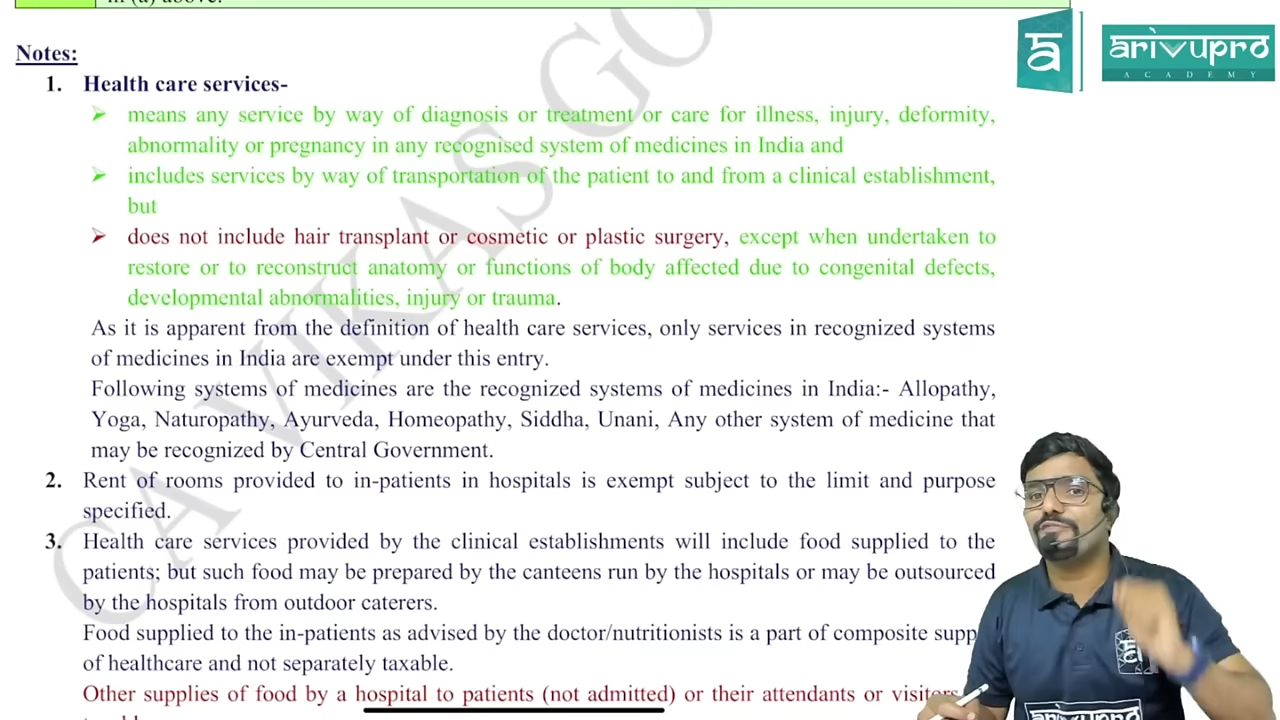 in (a) above.
Notes:
1. Health care services-
➢ means any service by way of diagnosis or treatment or care for illness, injury, deformity,
abnormality or pregnancy in any recognised system of medicines in India and
➢ includes services by way of transportation of the patient to and from a clinical establishment,
but
➢ does not include hair transplant or cosmetic or plastic surgery, except when undertaken to
restore or to reconstruct anatomy or functions of body affected due to congenital defects,
developmental abnormalities, injury or trauma.
As it is apparent from the definition of health care services, only services in recognized systems
of medicines in India are exempt under this entry.
Following systems of medicines are the recognized systems of medicines in India:- Allopathy,
Yoga, Naturopathy, Ayurveda, Homeopathy, Siddha, Unani, Any other system of medicine that
may be recognized by Central Government.
2. Rent of rooms provided to in-patients in hospitals is exempt subject to the limit and purpose
specified.
3. Health care services provided by the clinical establishments will include food supplied to the
patients; but such food may be prepared by the canteens run by the hospitals or may be outsourced
by the hospitals from outdoor caterers.
Food supplied to the in-patients as advised by the doctor/nutritionists is a part of composite
of healthcare and not separately taxable.
Other supplies of food by a hospital to patients (not admitted) or their attendants or visitors
CA VIKAS GO
arivupro
ACADEMY
arivupro